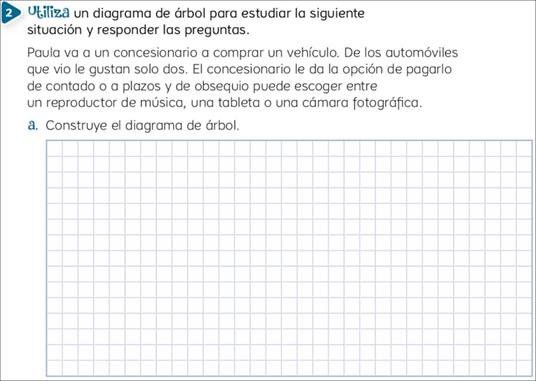 2 Utiliza un diagrama de árbol para estudiar la siguiente
situación y responder las preguntas.
Paula va a un concesionario a comprar un vehículo. De los automóviles
que vio le gustan solo dos. El concesionario le da la opción de pagarlo
de contado o a plazos y de obsequio puede escoger entre
un reproductor de música, una tableta o una cámara fotográfica.
a. Construye el diagrama de árbol.